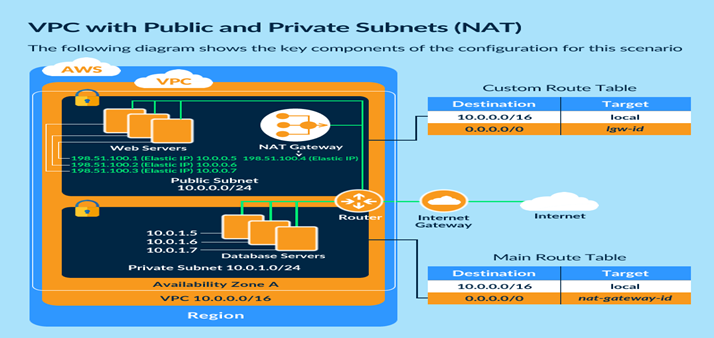 VPC with Public and Private Subnets (NAT)
The following diagram shows the key components of the configuration for this scenario
AWS
VPC
Web Servers
NAT Gateway
198.51.100.1 (Elastic IP) 10.0.0.5
198.51.100.2 (Elastic IP) 10.0.0.6
198.51.100.3 (Elastic IP) 10.0.0.7
198.51.100.4 (Elastic IP)
Public Subnet
10.0.0.0/24
Router
Internet Gateway
Internet
10.0.1.5
10.0.1.6
10.0.1.7
Database Servers
Private Subnet 10.0.1.0/24
Availability Zone A
VPC 10.0.0.0/16
Region
Custom Route Table
Destination Target
10.0.0.0/16 local
0.0.0.0/0 lgw-id
Main Route Table
Destination Target
10.0.0.0/16 local
0.0.0.0/0 nat-gateway-id